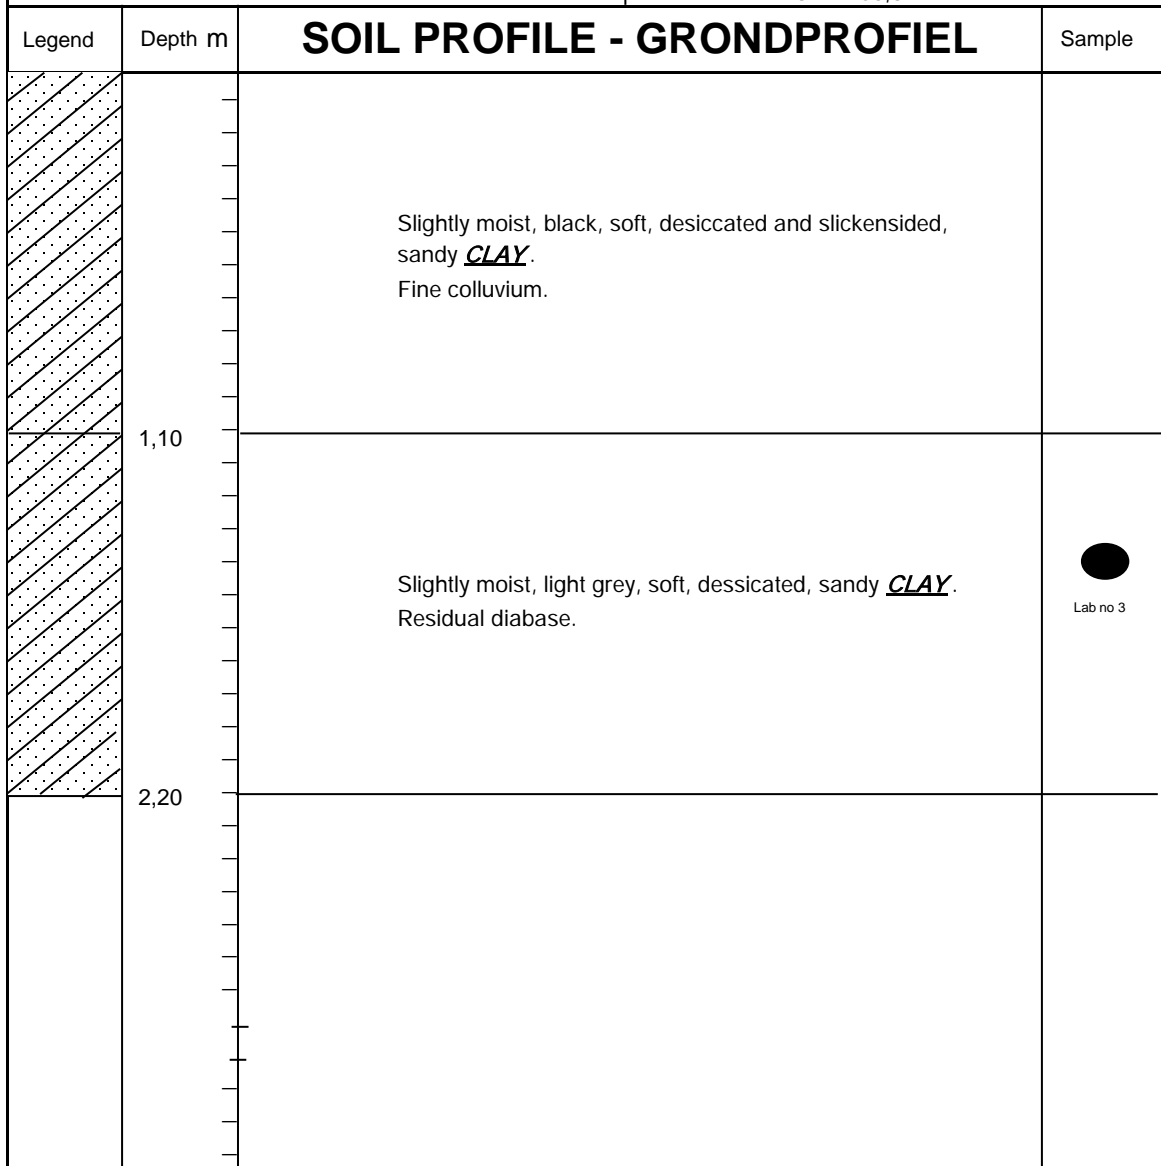 Legend Depth m SOIL PROFILE - GRONDPROFIEL Sample
Slightly moist, black, soft, desiccated and slickensided,
sandy CLAY.
Fine colluvium.
1,10
Slightly moist, light grey, soft, dessicated, sandy CLAY.
Residual diabase.
Lab no 3
2,20